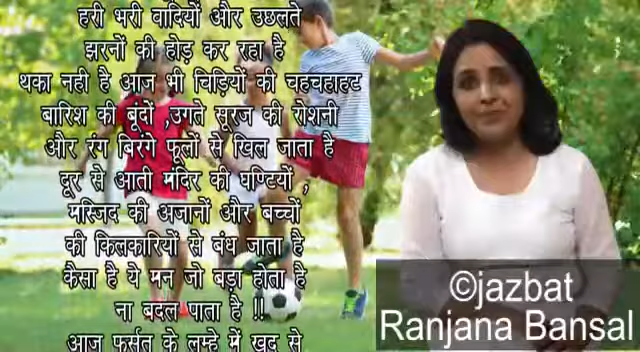 हरी भरी वादियों और उछलते
झरनों की होड़ कर रहा है
थका नही है आज भी चिड़ियों की चहचहाहट
बारिश की बूंदों ,उगते सूरज की रोशनी
और रंग बिरंगे फूलों से खिल जाता है
दूर से आती मंदिर की घण्टियों ,
मस्जिद की अजानों और बच्चों
की किलकारियों से बंध जाता है
कैसा है ये मन जो बड़ा होता है
ना बदल पाता है !!
आज फुर्सत के लम्हे में खुद से
©jazbat
Ranjana Bansal